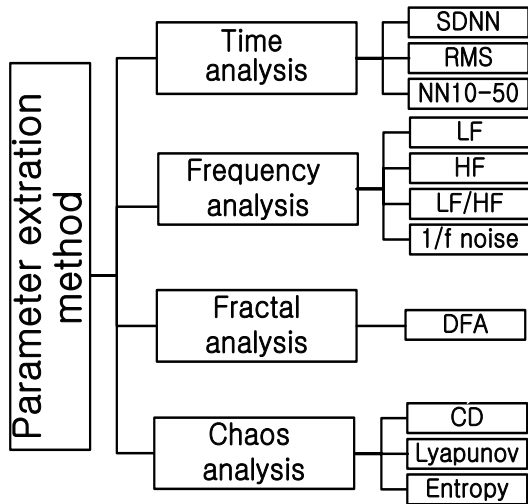 Parameter extration
method
Time
analysis
SDNN
RMS
NN10-50
Frequency
analysis
LF
HF
LF/HF
1/f noise
Fractal
analysis
DFA
Chaos
analysis
CD
Lyapunov
Entropy